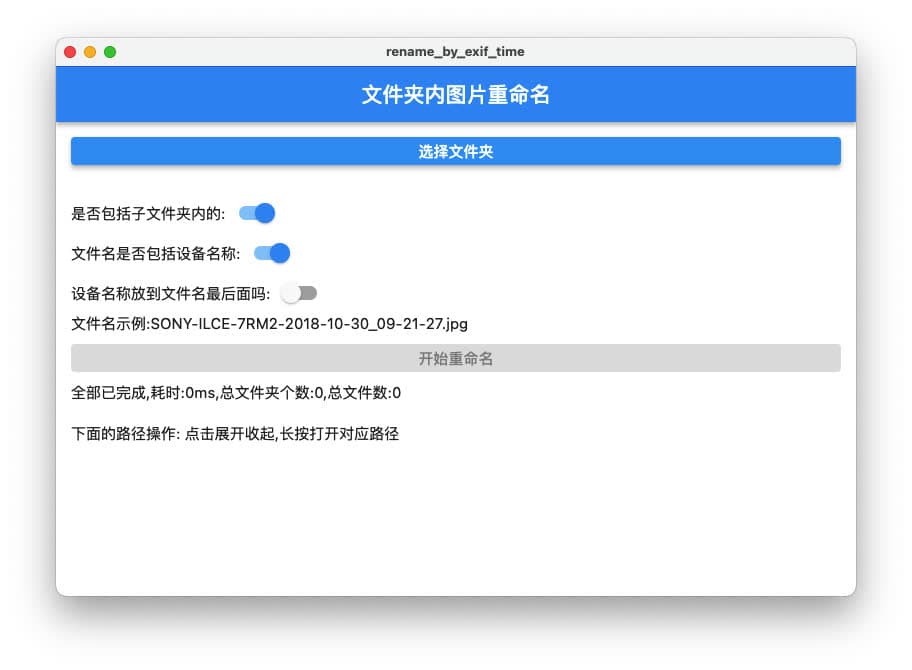 rename_by_exif_time
文件夹内图片重命名
选择文件夹
是否包括子文件夹内的:
文件名是否包括设备名称:
设备名称放到文件名最后面吗:
文件名示例:SONY-ILCE-7RM2-2018-10-30_09-21-27.jpg
开始重命名
全部已完成,耗时:0ms,总文件夹个数:0,总文件数:0
下面的路径操作: 点击展开收起,长按打开对应路径